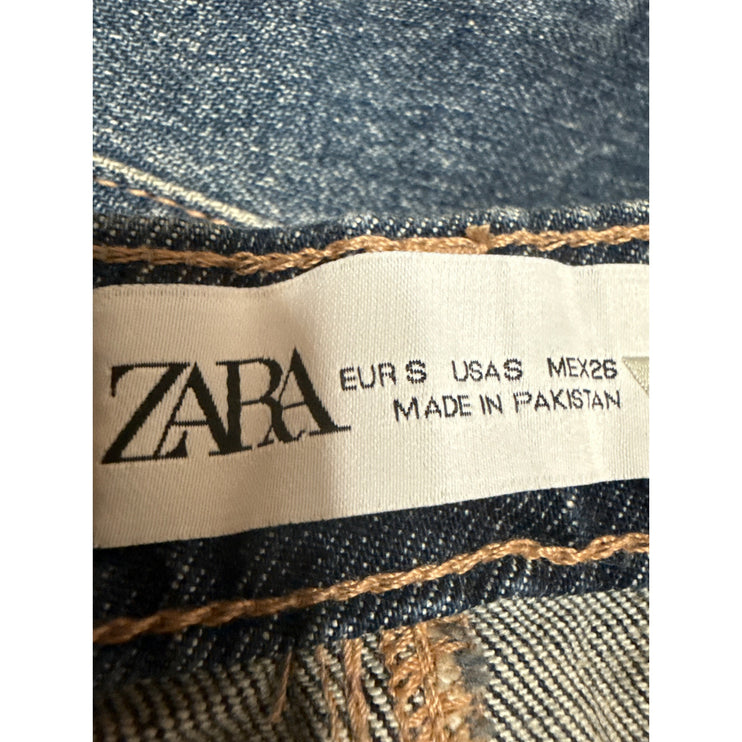 ZARA
EUR S USA S MEX 26
MADE IN PAKISTAN